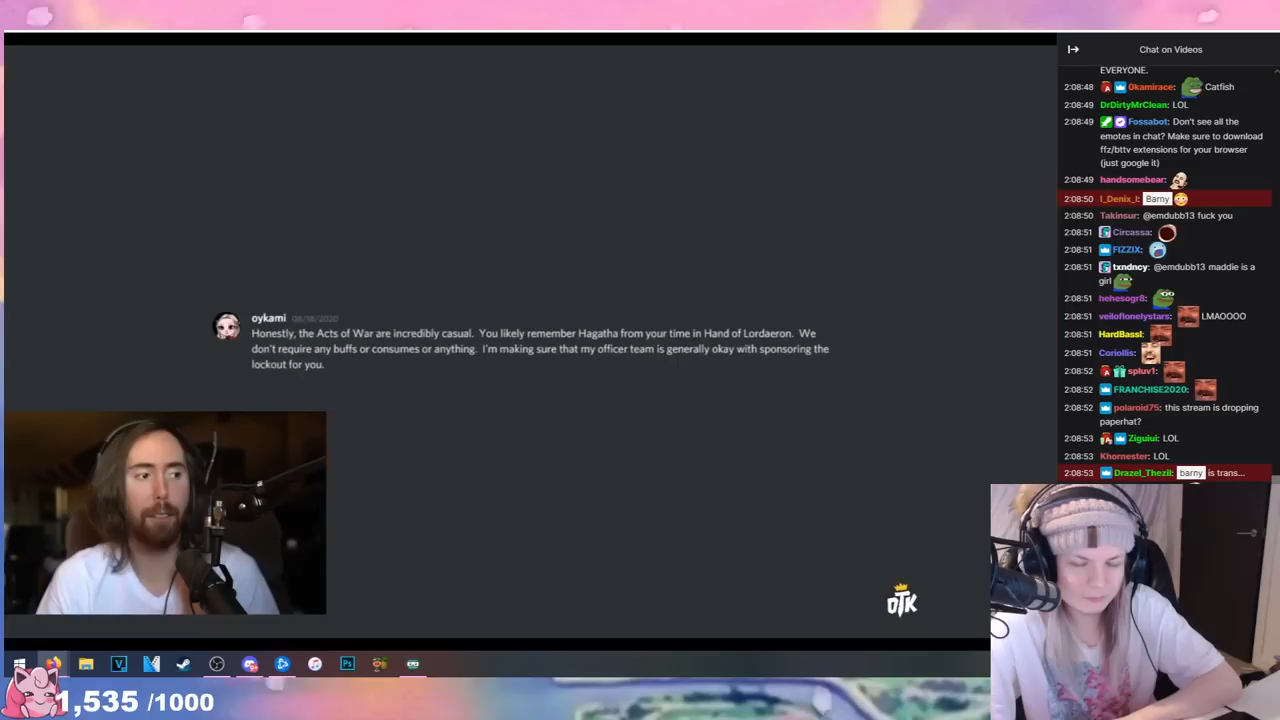 Chat on Videos
EVERYONE.
2:08:48 0kamirace: Catfish
2:08:49 DrDirtyMrClean: LOL
2:08:49 Fossabot: Don't see all the
emotes in chat? Make sure to download
ffz/bttv extensions for your browser
(just google it)
2:08:49 handsomebear:
2:08:50 l_Denix_l: Barny
2:08:50 Takinsur: @emdubb13 fuck you
2:08:51 Circassa:
2:08:51 FIZZIX:
2:08:51 txndncy: @emdubb13 maddie is a
girl
2:08:51 hehesogr8:
2:08:51 veiloflonelystars: LMAOOOO
2:08:51 HardBassl:
2:08:51 Coriollis:
2:08:52 spluv1:
2:08:52 FRANCHISE2020:
2:08:52 polaroid75: this stream is dropping
paperhat?
2:08:53 Ziguiui: LOL
2:08:53 Khornester: LOL
2:08:53 Drazel_Thezil: barny is trans...
oykami 08/18/2020
Honestly, the Acts of War are incredibly casual. You likely remember Hagatha from your time in Hand of Lordaeron. We
don't require any buffs or consumes or anything. I'm making sure that my officer team is generally okay with sponsoring the
lockout for you.
OTK
1,535 /1000